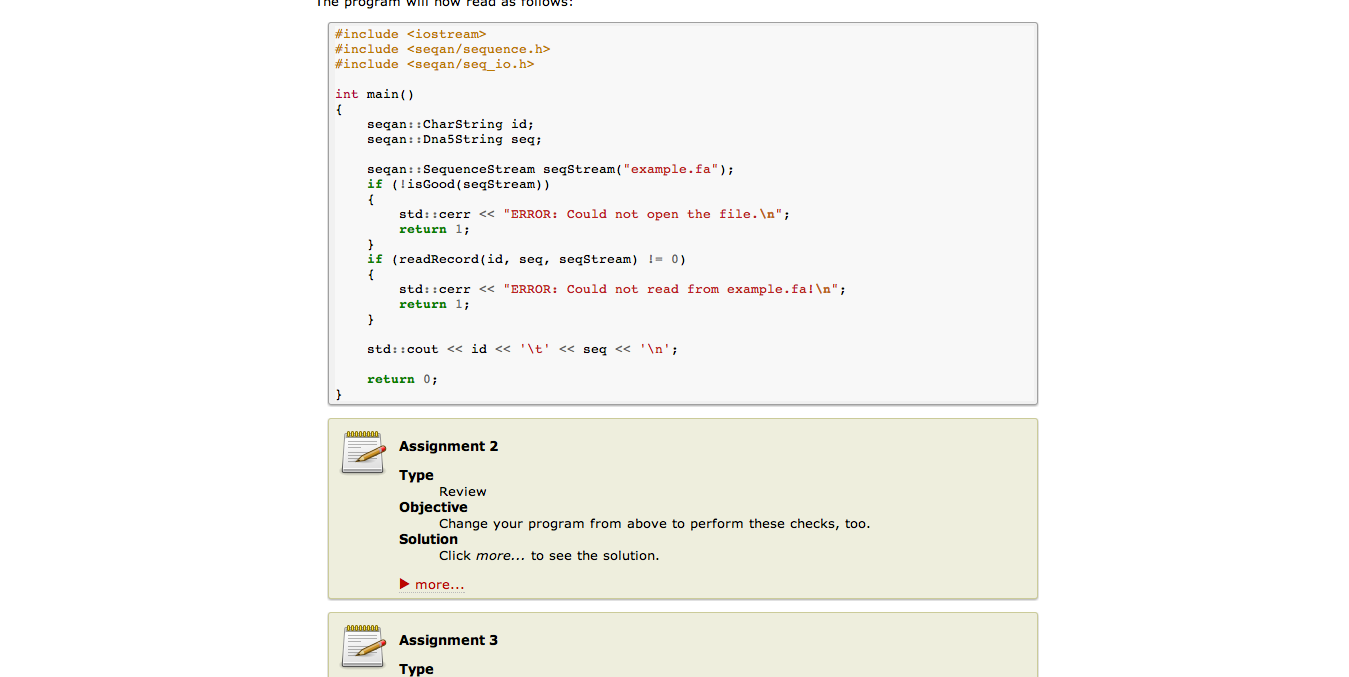 The program will now read as follows:
#include <iostream>
#include <seqan/sequence.h>
#include <seqan/seq_io.h>
int main()
{
    seqan::CharString id;
    seqan::Dna5String seq;
    seqan::SequenceStream seqStream("example.fa");
    if (!isGood(seqStream))
    {
        std::cerr << "ERROR: Could not open the file.\n";
        return 1;
    }
    if (readRecord(id, seq, seqStream) != 0)
    {
        std::cerr << "ERROR: Could not read from example.fa!\n";
        return 1;
    }
    std::cout << id << '\t' << seq << '\n';
    return 0;
}
Assignment 2
Type
Review
Objective
Change your program from above to perform these checks, too.
Solution
Click more... to see the solution.
more...
Assignment 3
Type